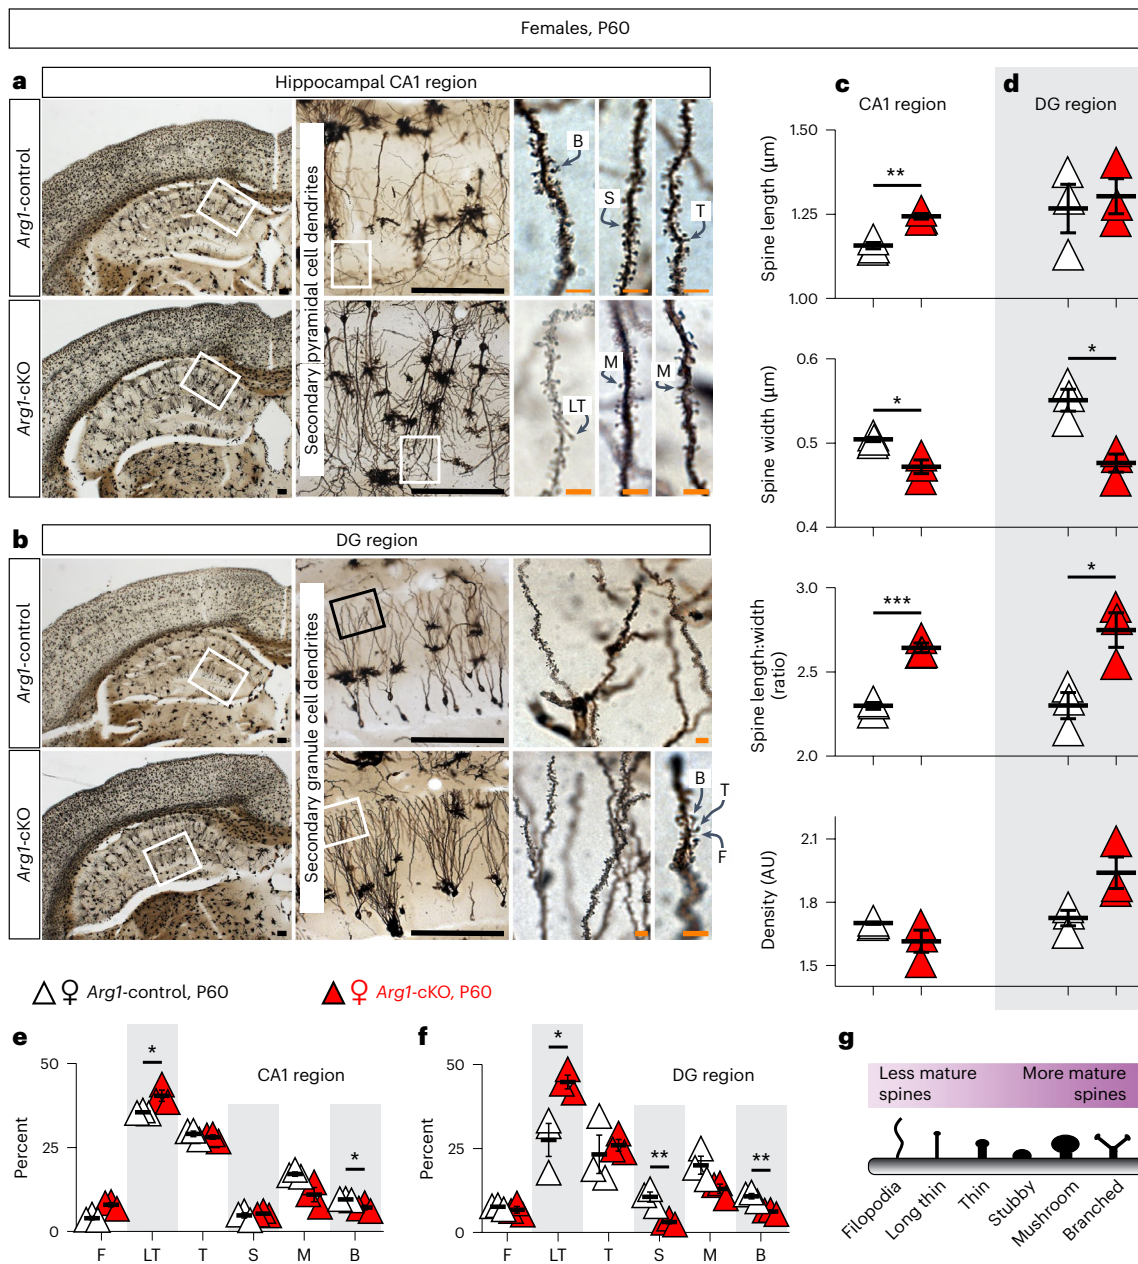 Females, P60
a
Hippocampal CA1 region
Arg1-control
Secondary pyramidal cell dendrites
B
S
T
Arg1-cKO
LT
M
M
b
DG region
Arg1-control
Secondary granule cell dendrites
Arg1-cKO
B
T
F
c
CA1 region
d
DG region
Spine length (µm)
1.50
1.25
1.00
**
Spine width (µm)
0.6
0.5
0.4
*
*
Spine length:width
(ratio)
3.0
2.5
2.0
***
*
Density (AU)
2.1
1.8
1.5
♀ Arg1-control, P60
♀ Arg1-cKO, P60
e
CA1 region
Percent
50
25
0
*
*
F LT T S M B
f
DG region
Percent
50
25
0
*
**
**
F LT T S M B
g
Less mature
spines
More mature
spines
Filopodia
Long thin
Thin
Stubby
Mushroom
Branched